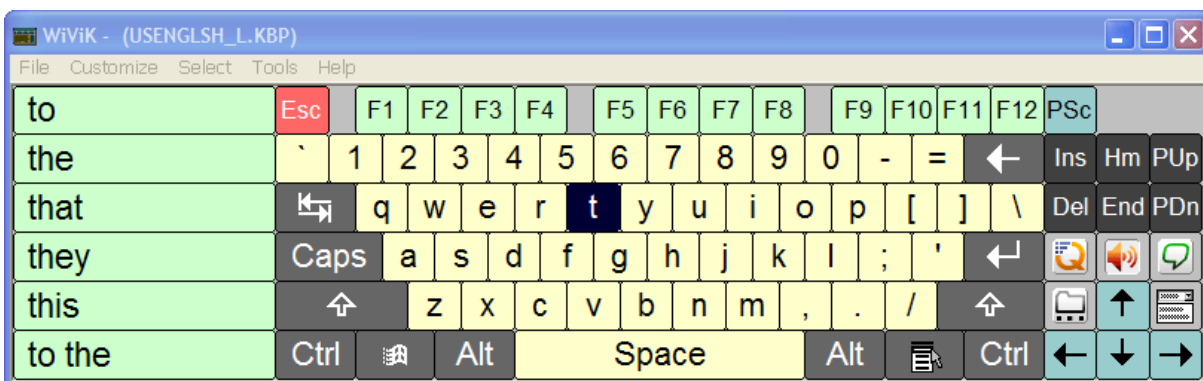 WiViK - (USENGLSH_L.KBP)
File Customize Select Tools Help
to Esc F1 F2 F3 F4 F5 F6 F7 F8 F9 F10 F11 F12 PSc
the ` 1 2 3 4 5 6 7 8 9 0 - = Ins Hm PUp
that q w e r t y u i o p [ ] \ Del End PDn
they Caps a s d f g h j k l ; '
this z x c v b n m , . /
to the Ctrl Alt Space Alt Ctrl